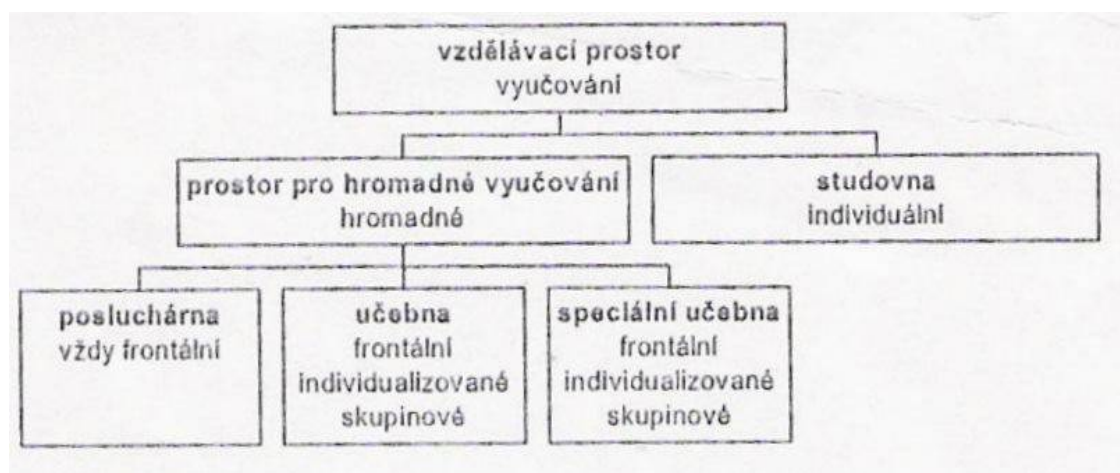 vzdělávací prostor
vyučování
prostor pro hromadné vyučování
hromadné
studovna
individuální
posluchárna
vždy frontální
učebna
frontální
individualizované
skupinové
speciální učebna
frontální
individualizované
skupinové